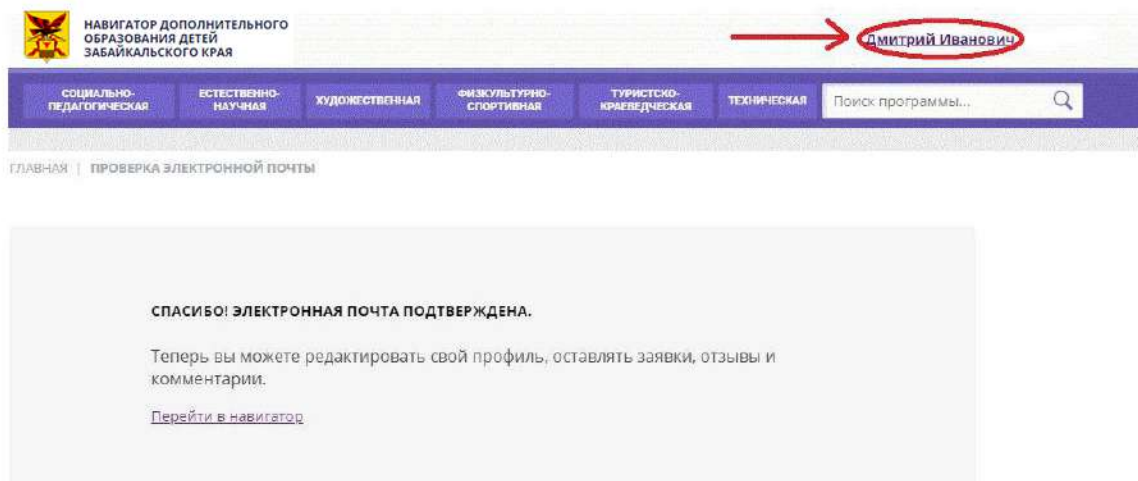 НАВИГАТОР ДОПОЛНИТЕЛЬНОГО
ОБРАЗОВАНИЯ ДЕТЕЙ
ЗАБАЙКАЛЬСКОГО КРАЯ
Дмитрий Иванович
СОЦИАЛЬНО-
ПЕДАГОГИЧЕСКАЯ
ЕСТЕСТВЕННО-
НАУЧНАЯ
ХУДОЖЕСТВЕННАЯ
ФИЗКУЛЬТУРНО-
СПОРТИВНАЯ
ТУРИСТСКО-
КРАЕВЕДЧЕСКАЯ
ТЕХНИЧЕСКАЯ
Поиск программы...
ГЛАВНАЯ | ПРОВЕРКА ЭЛЕКТРОННОЙ ПОЧТЫ
СПАСИБО! ЭЛЕКТРОННАЯ ПОЧТА ПОДТВЕРЖДЕНА.
Теперь вы можете редактировать свой профиль, оставлять заявки, отзывы и
комментарии.
Перейти в навигатор